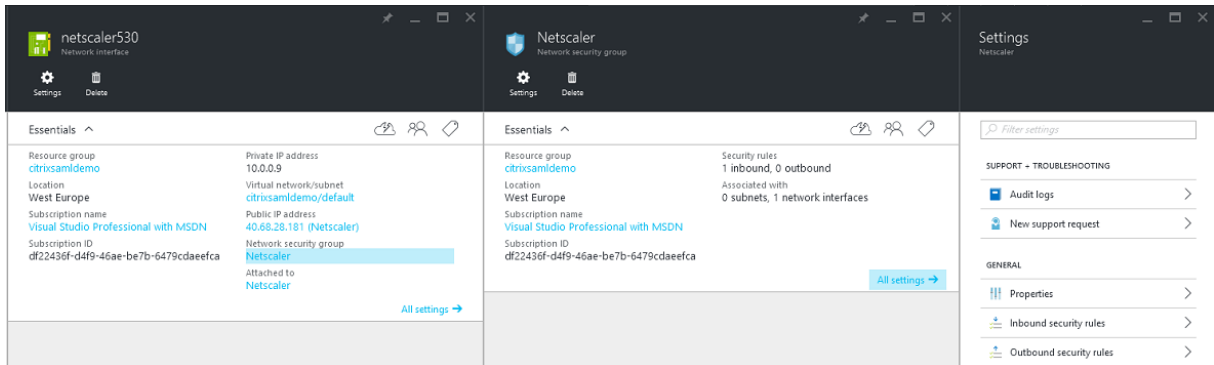 netscaler530
Network interface
Settings
Delete
Essentials
Resource group
citrixsamldemo
Location
West Europe
Subscription name
Visual Studio Professional with MSDN
Subscription ID
df22436f-d4f9-46ae-be7b-6479cdaeefca
Private IP address
10.0.0.9
Virtual network/subnet
citrixsamldemo/default
Public IP address
40.68.28.181 (Netscaler)
Network security group
Netscaler
Attached to
Netscaler
All settings
Netscaler
Network security group
Settings
Delete
Essentials
Resource group
citrixsamldemo
Location
West Europe
Subscription name
Visual Studio Professional with MSDN
Subscription ID
df22436f-d4f9-46ae-be7b-6479cdaeefca
Security rules
1 inbound, 0 outbound
Associated with
0 subnets, 1 network interfaces
All settings
Settings
Netscaler
Filter settings
SUPPORT + TROUBLESHOOTING
Audit logs
New support request
GENERAL
Properties
Inbound security rules
Outbound security rules